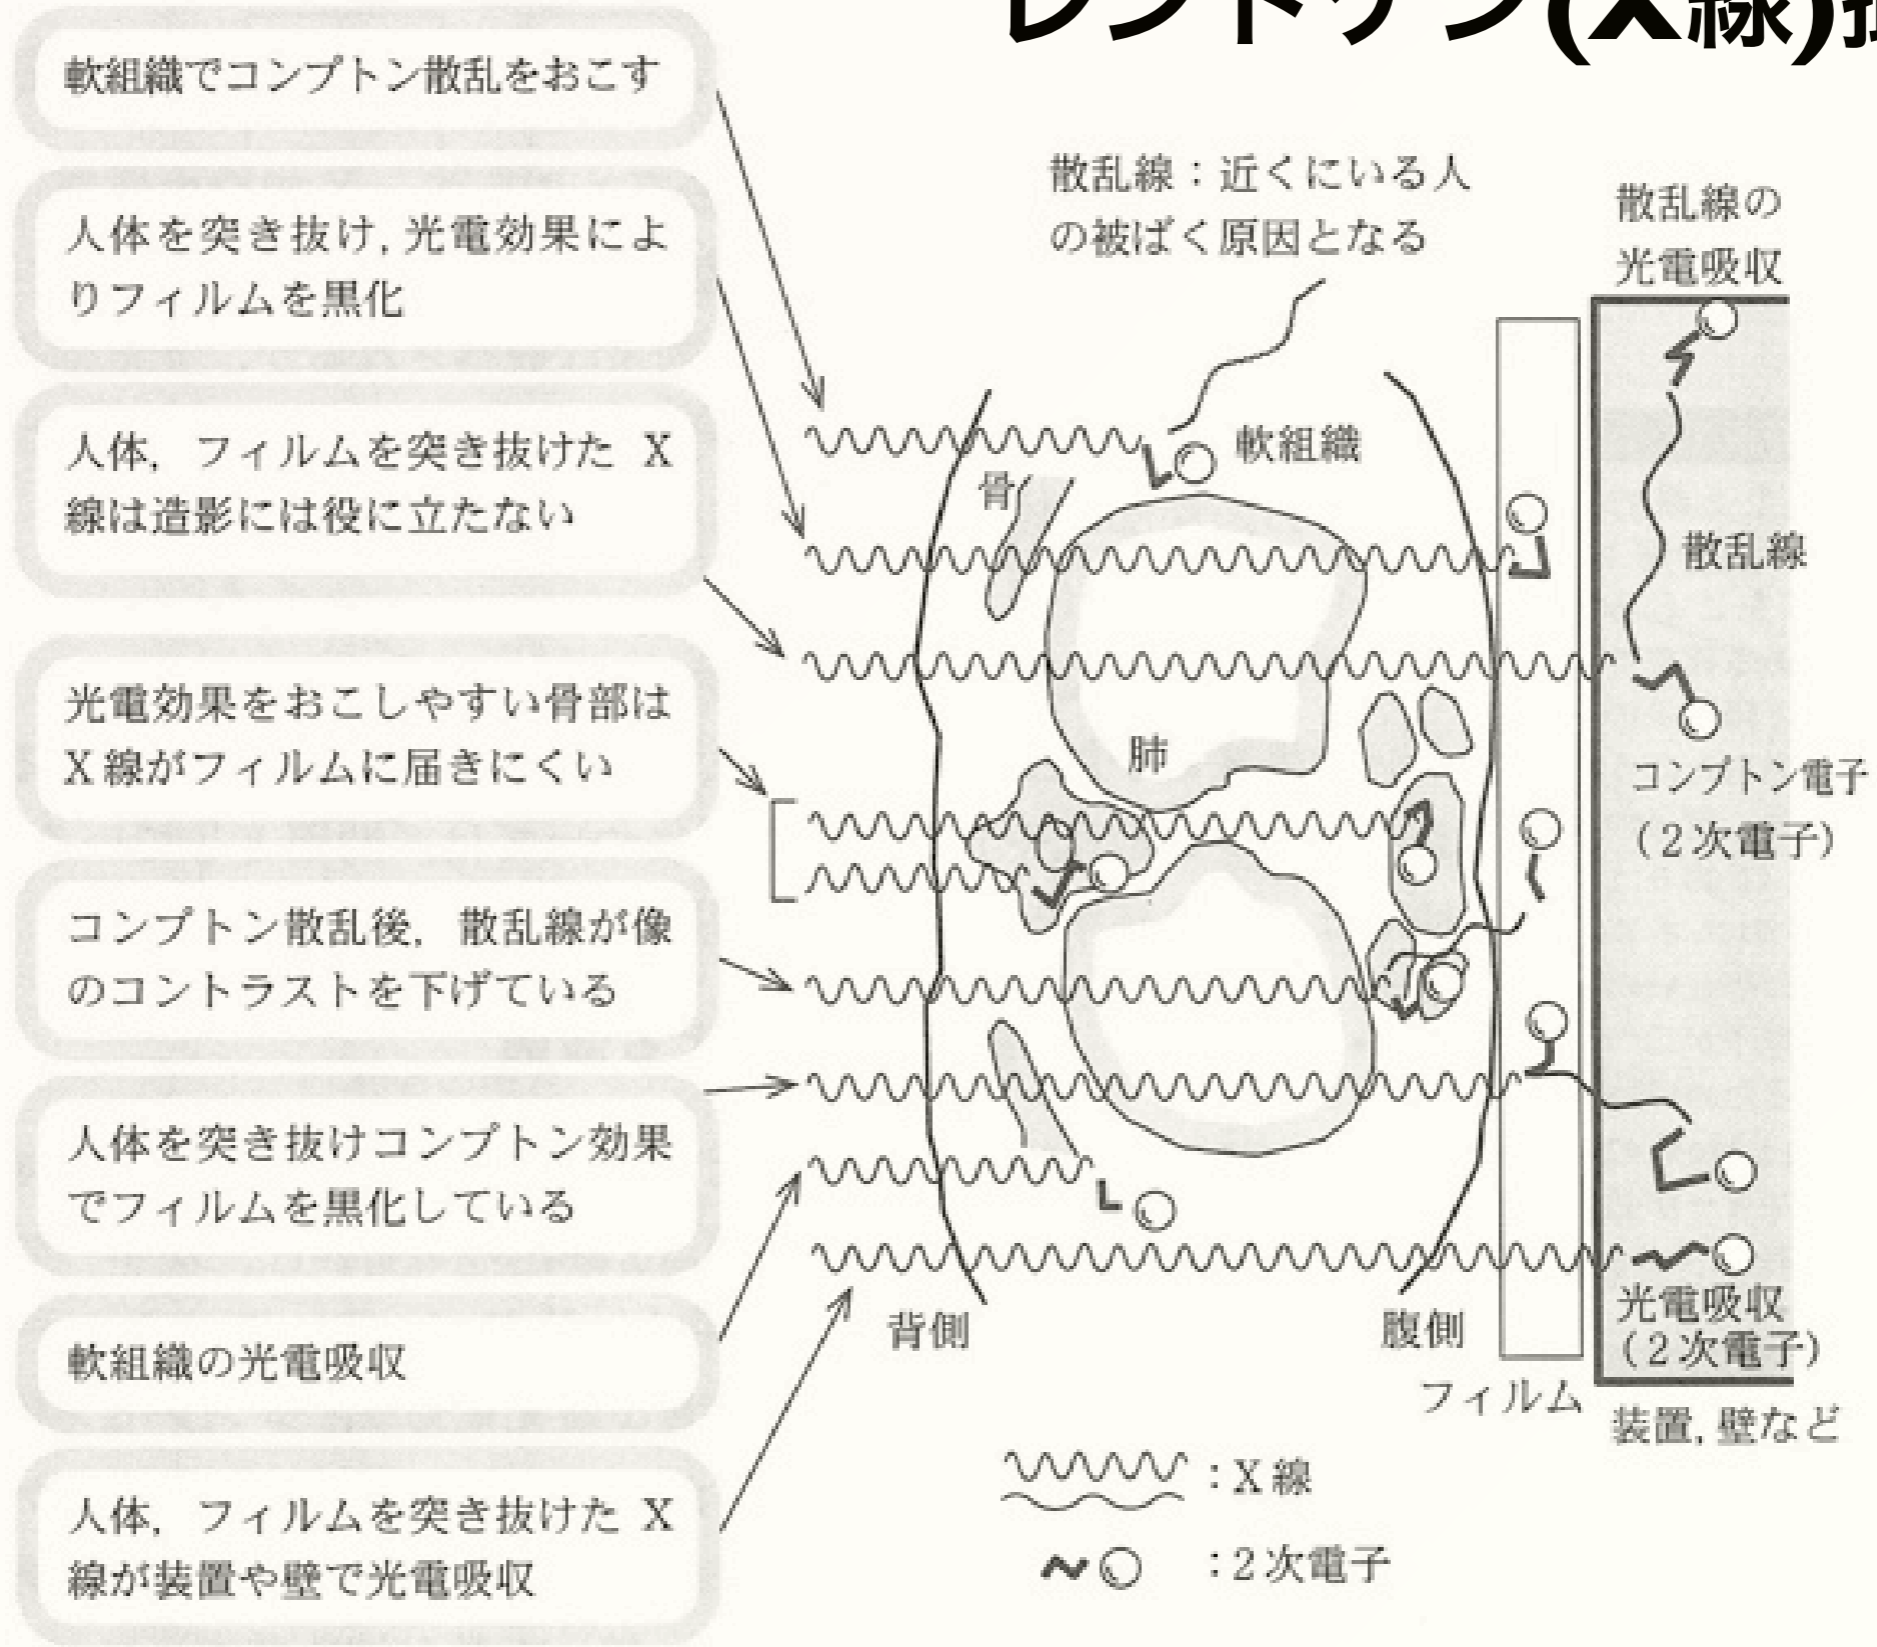 レントゲン(X線)
軟組織でコンプトン散乱をおこす
人体を突き抜け,光電効果によ
りフィルムを黒化
人体，フィルムを突き抜けた X
線は造影には役に立たない
光電効果をおこしやすい骨部は
X線がフィルムに届きにくい
コンプトン散乱後，散乱線が像
のコントラストを下げている
人体を突き抜けコンプトン効果
でフィルムを黒化している
軟組織の光電吸収
人体，フィルムを突き抜けた X
線が装置や壁で光電吸収
散乱線：近くにいる人
の被ばく原因となる
散乱線の
光電吸収
軟組織
骨
散乱線
肺
コンプトン電子
（2次電子）
光電吸収
（2次電子）
背側
腹側
フィルム
装置,壁など
：X線
：2次電子